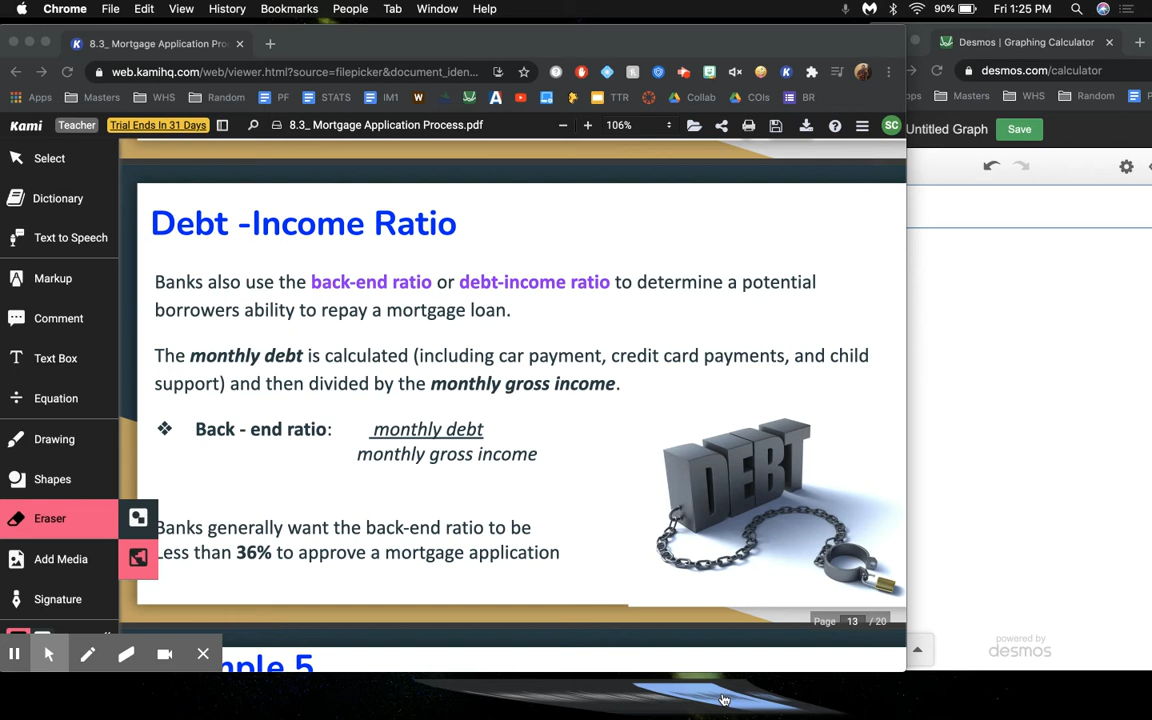 Chrome File Edit View History Bookmarks People Tab Window Help 90% Fri 1:25 PM
8.3_ Mortgage Application Pro
Desmos | Graphing Calculator
web.kamihq.com/web/viewer.html?source=filepicker&document_iden...
desmos.com/calculator
Apps Masters WHS Random PF STATS IM1 TTR Collab COIs BR
ops Masters WHS Random P
Kami Teacher Trial Ends In 31 Days 8.3_ Mortgage Application Process.pdf 106% SC
Untitled Graph Save
Select
Dictionary
Text to Speech
Markup
Comment
Text Box
Equation
Drawing
Shapes
Eraser
Add Media
Signature
Debt -Income Ratio
Banks also use the back-end ratio or debt-income ratio to determine a potential
borrowers ability to repay a mortgage loan.
The monthly debt is calculated (including car payment, credit card payments, and child
support) and then divided by the monthly gross income.
❖ Back - end ratio: monthly debt
monthly gross income
DEBT
Banks generally want the back-end ratio to be
Less than 36% to approve a mortgage application
Page 13 / 20
mple 5
powered by
desmos